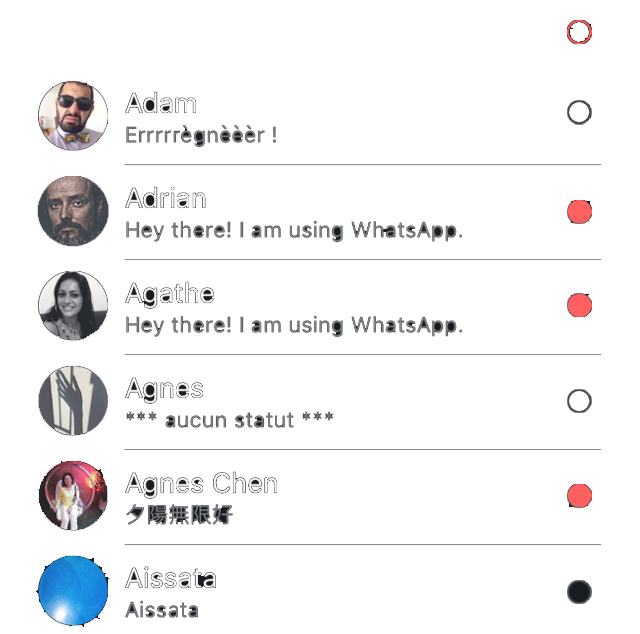 Adam
Errrrrègnèèèr !
Adrian
Hey there! I am using WhatsApp.
Agathe
Hey there! I am using WhatsApp.
Agnes
*** aucun statut ***
Agnes Chen
夕陽無限好
Aissata
Aissata